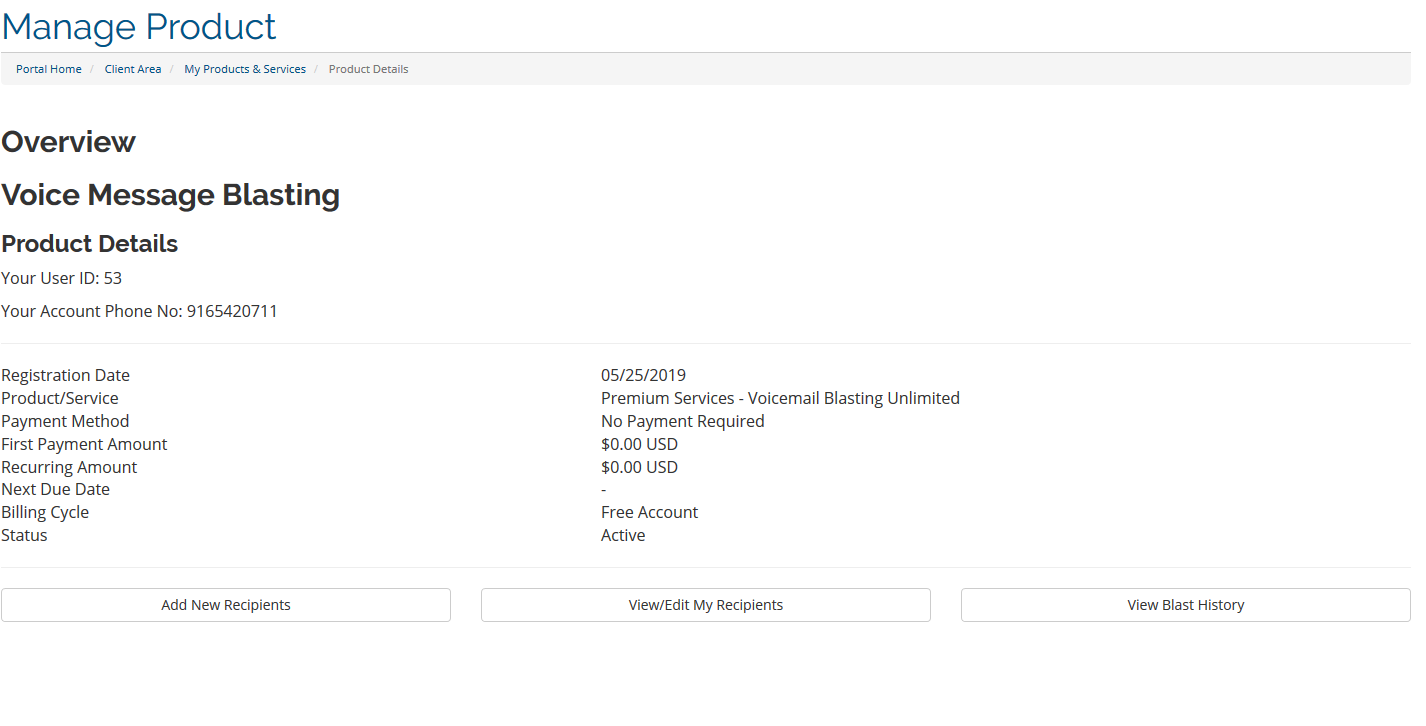 Manage Product
Portal Home / Client Area / My Products & Services / Product Details
Overview
Voice Message Blasting
Product Details
Your User ID: 53
Your Account Phone No: 9165420711
Registration Date 05/25/2019
Product/Service Premium Services - Voicemail Blasting Unlimited
Payment Method No Payment Required
First Payment Amount $0.00 USD
Recurring Amount $0.00 USD
Next Due Date -
Billing Cycle Free Account
Status Active
Add New Recipients View/Edit My Recipients View Blast History